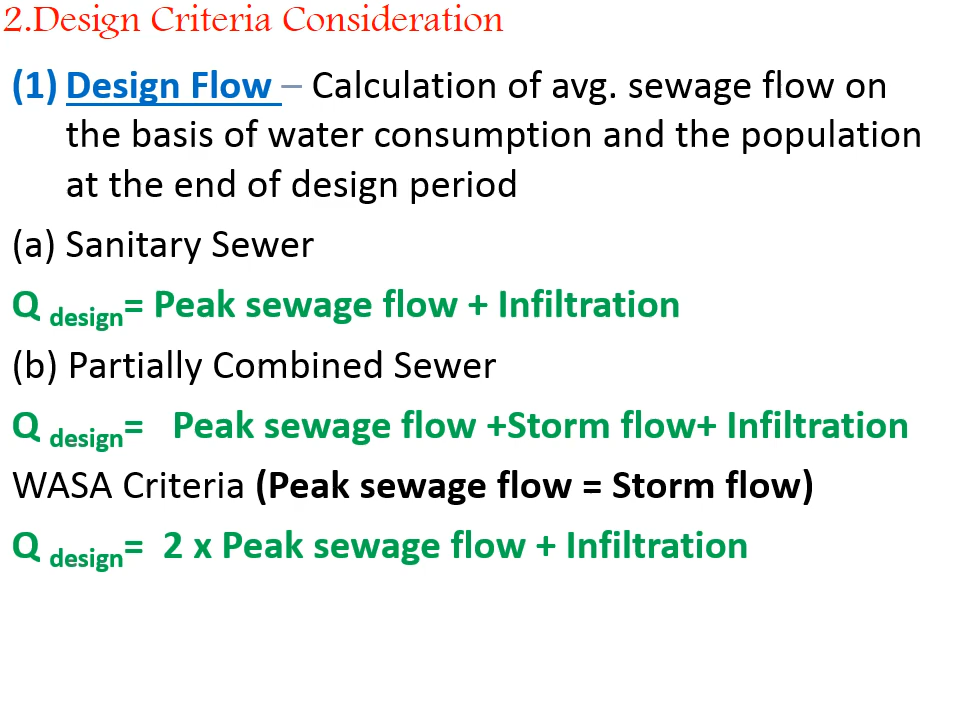 2.Design Criteria Consideration
(1) Design Flow – Calculation of avg. sewage flow on
the basis of water consumption and the population
at the end of design period
(a) Sanitary Sewer
Q design= Peak sewage flow + Infiltration
(b) Partially Combined Sewer
Q design= Peak sewage flow +Storm flow+ Infiltration
WASA Criteria (Peak sewage flow = Storm flow)
Q design= 2 x Peak sewage flow + Infiltration